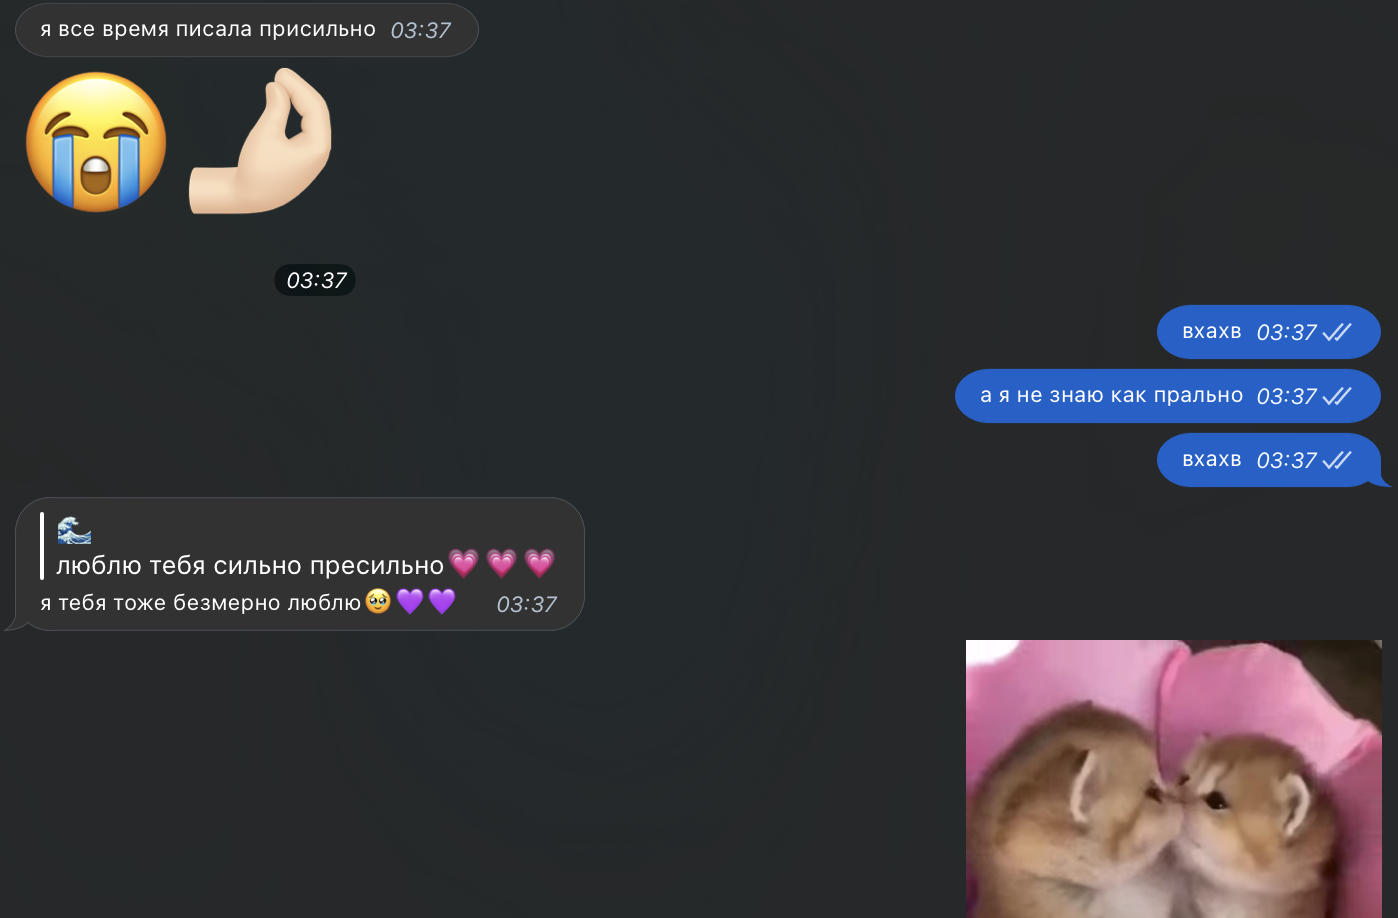 я все время писала присильно 03:37
😭🤌🏻
03:37
вхахв 03:37
а я не знаю как прально 03:37
вхахв 03:37
🌊
люблю тебя сильно пресильно💗💗💗
я тебя тоже безмерно люблю🥹💜💜 03:37